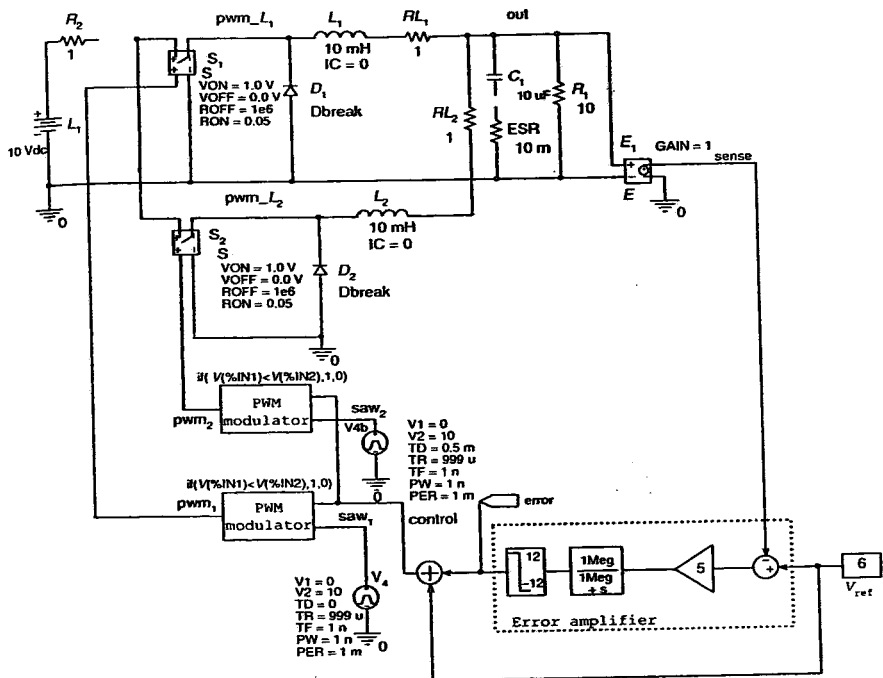 R2
1
pwm_L1
L1
10 mH
IC = 0
RL1
1
out
S1
S
VON = 1.0 V
VOFF = 0.0 V
ROFF = 1e6
RON = 0.05
D1
Dbreak
L1
10 Vdc
0
RL2
1
C1
10 uF
ESR
10 m
R1
10
E1
GAIN = 1
sense
E
0
pwm_L2
L2
10 mH
IC = 0
S2
S
VON = 1.0 V
VOFF = 0.0 V
ROFF = 1e6
RON = 0.05
D2
Dbreak
0
if( V(%IN1)< V(%IN2),1,0)
PWM
modulator
pwm2
saw2
V4b
V1 = 0
V2 = 10
TD = 0.5 m
TR = 999 u
TF = 1 n
PW = 1 n
PER = 1 m
0
if(V(%IN1)<V(%IN2),1,0)
PWM
modulator
pwm1
saw1
control
error
V4
V1 = 0
V2 = 10
TD = 0
TR = 999 u
TF = 1 n
PW = 1 n
PER = 1 m
0
+
12
-12
1Meg
1Meg
+ s
5
-
+
6
Vref
Error amplifier